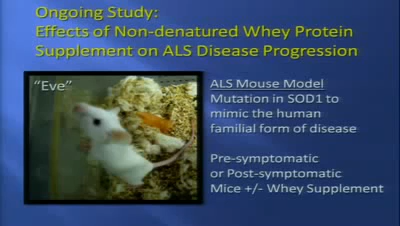 Ongoing Study:
Effects of Non-denatured Whey Protein
Supplement on ALS Disease Progression
"Eve"
ALS Mouse Model
Mutation in SOD1 to
mimic the human
familial form of disease
Pre-symptomatic
or Post-symptomatic
Mice +/- Whey Supplement